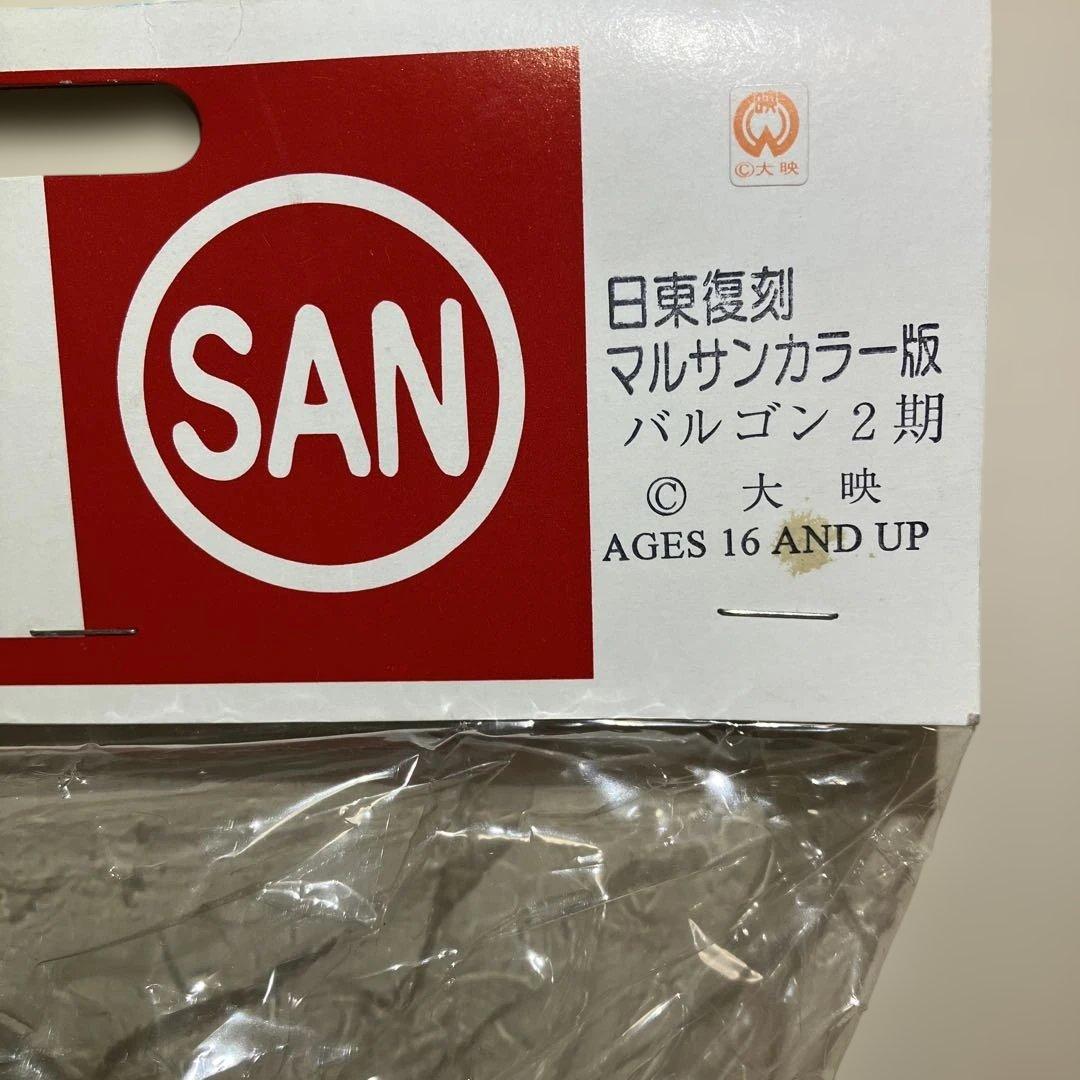 SAN
映
©大映
日東復刻
マルサンカラー版
バルゴン2期
© 大 映
AGES 16 AND UP